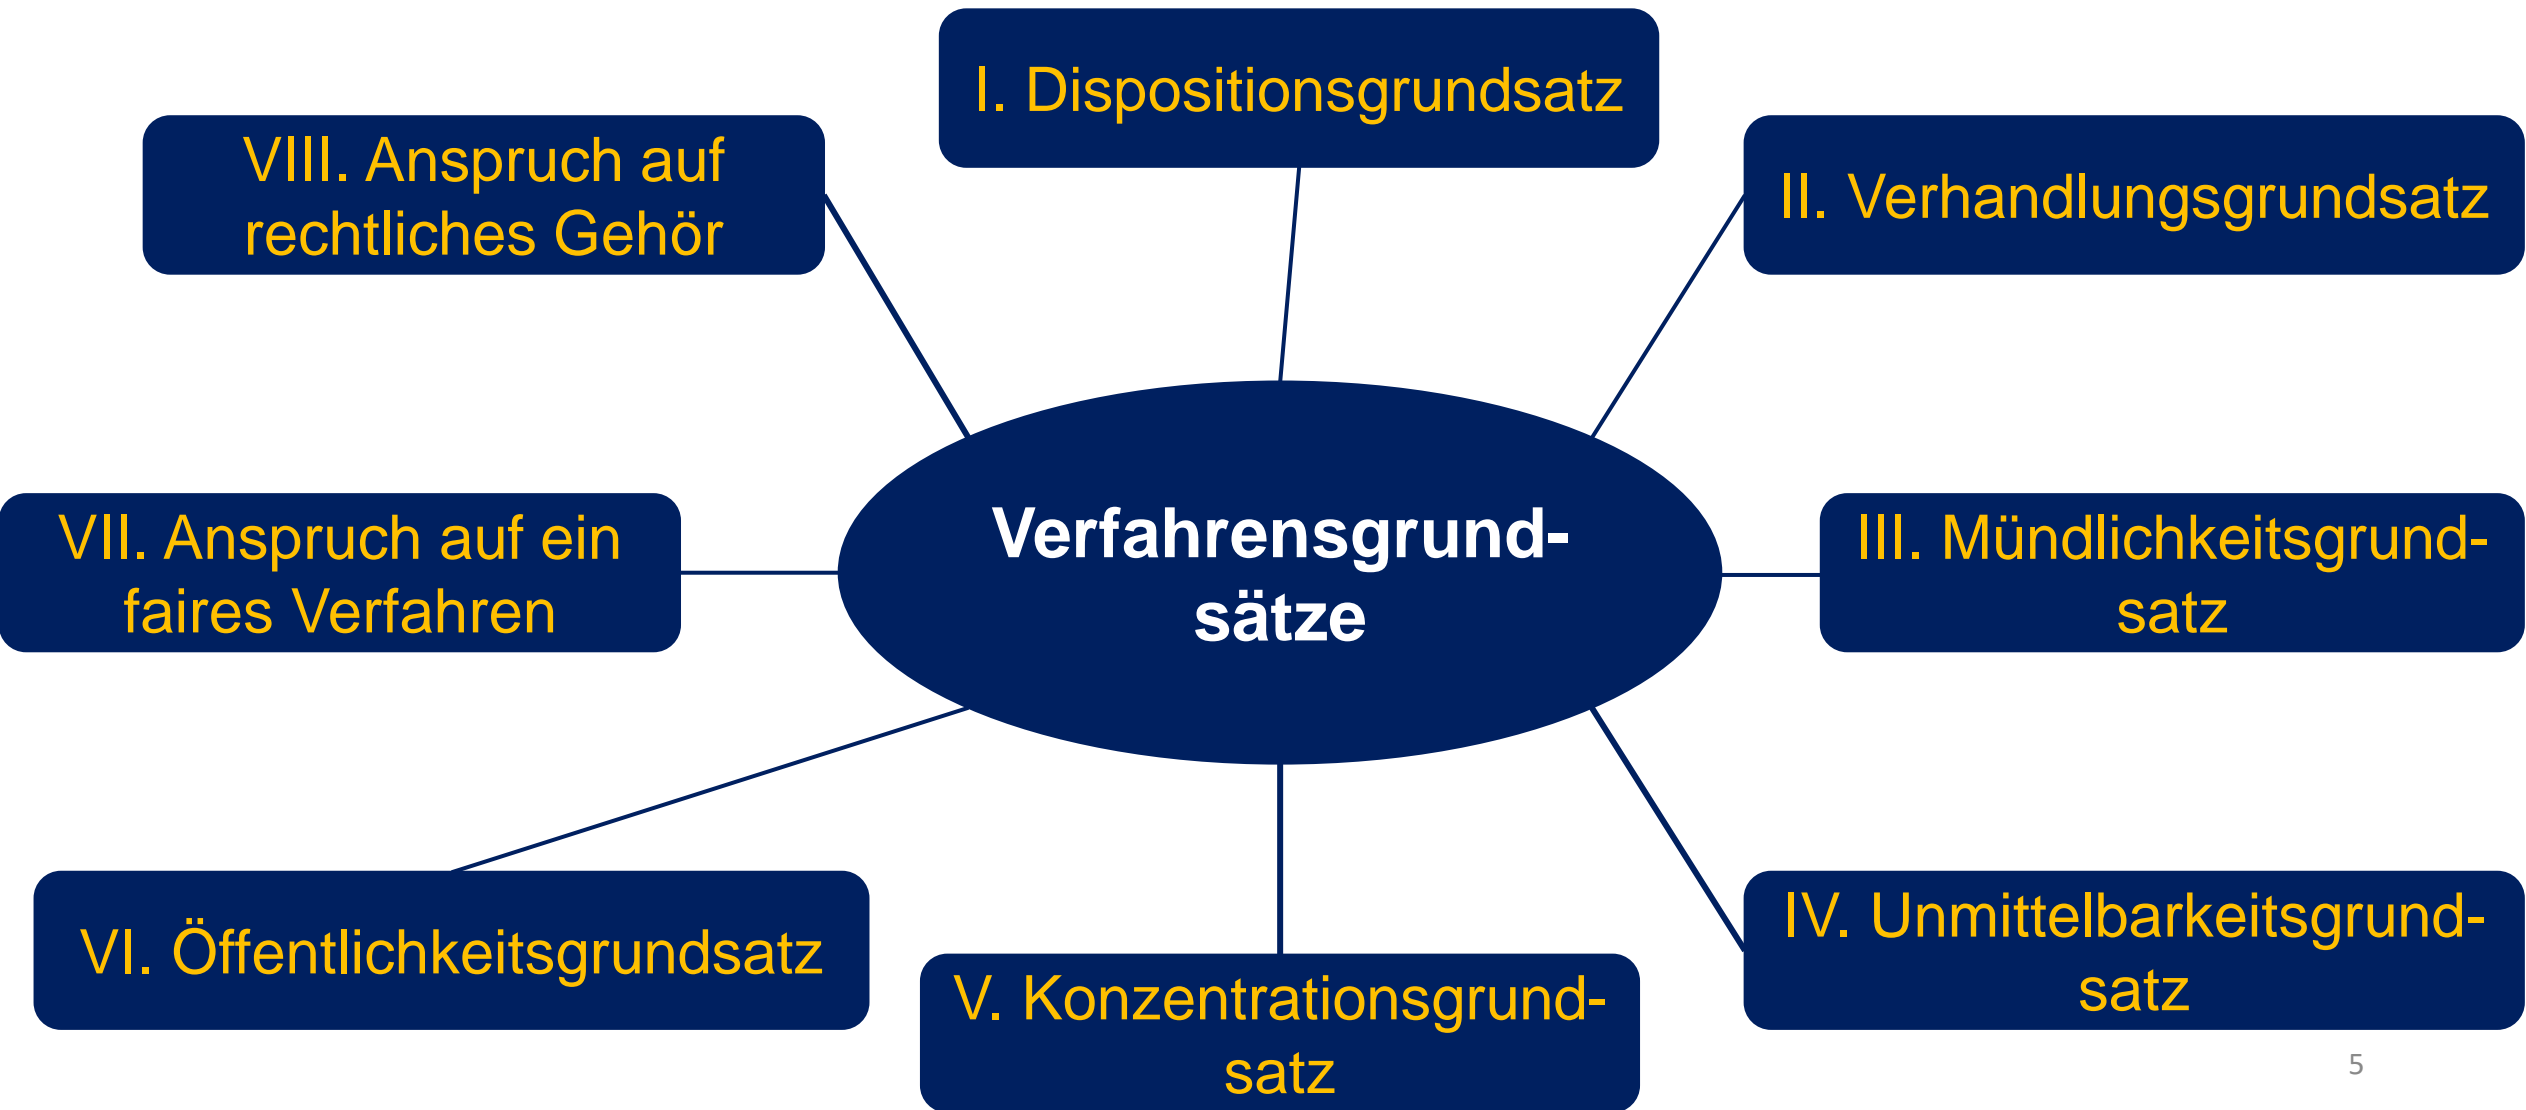 I. Dispositionsgrundsatz
II. Verhandlungsgrundsatz
III. Mündlichkeitsgrund-
satz
IV. Unmittelbarkeitsgrund-
satz
V. Konzentrationsgrund-
satz
VI. Öffentlichkeitsgrundsatz
VII. Anspruch auf ein
faires Verfahren
VIII. Anspruch auf
rechtliches Gehör
Verfahrensgrund-
sätze
5